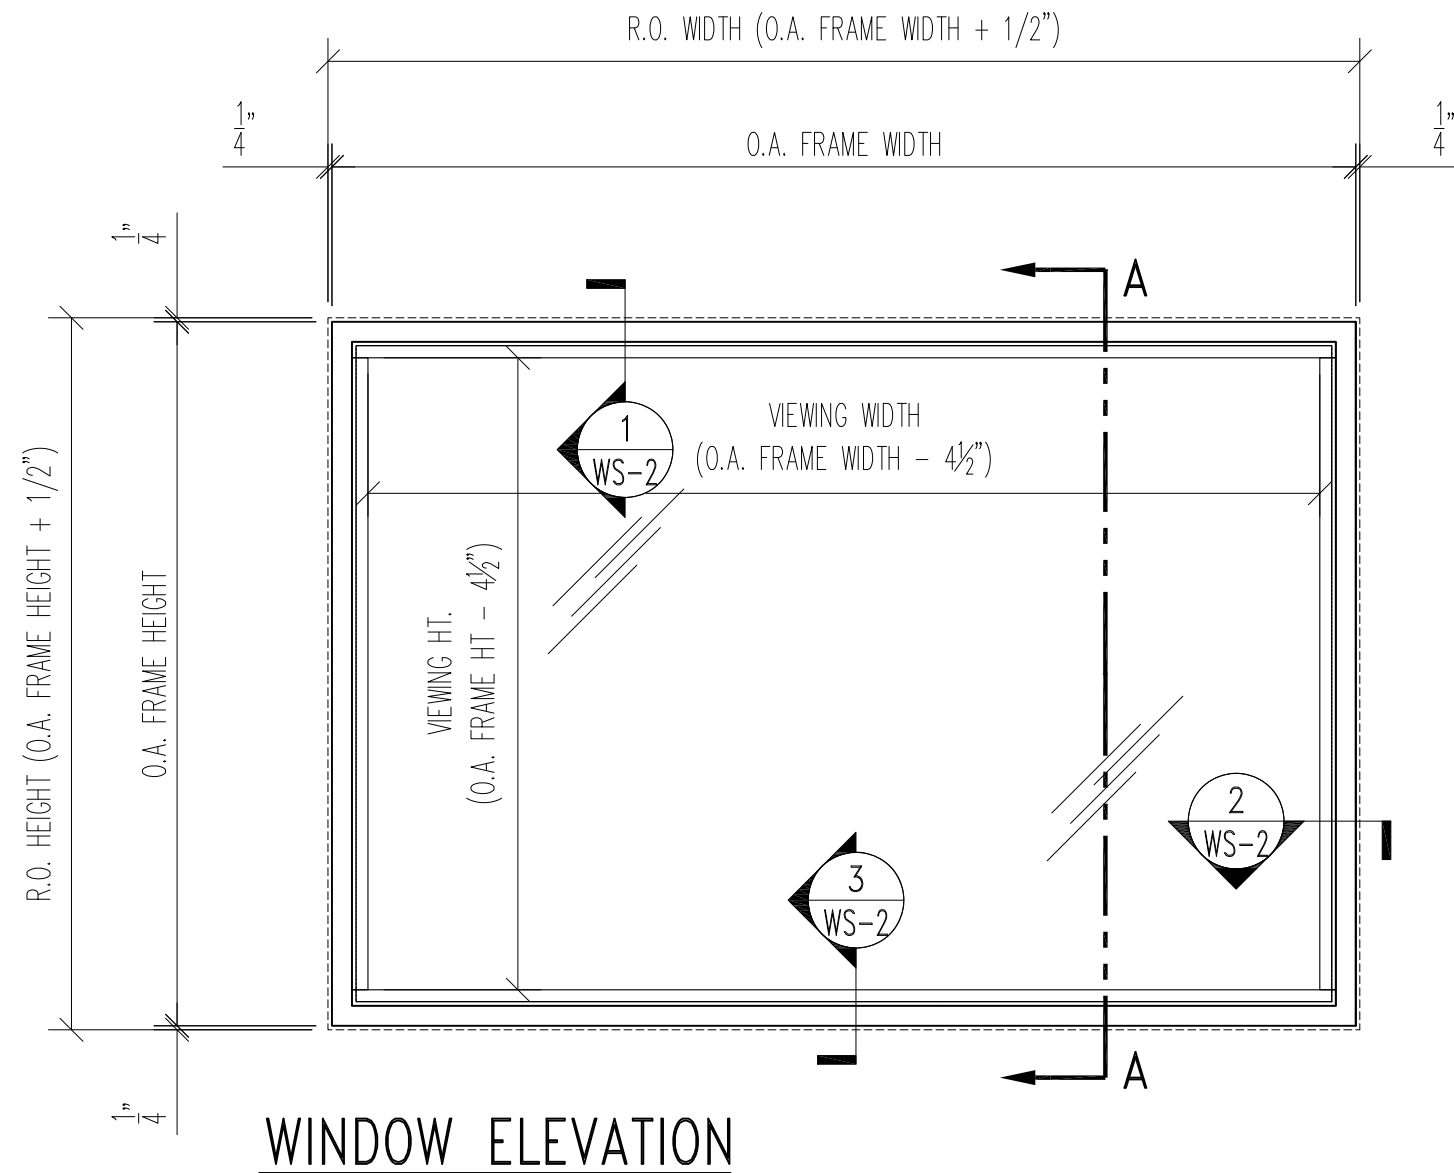 R.O. WIDTH (O.A. FRAME WIDTH + 1/2")
1/4"
O.A. FRAME WIDTH
1/4"
1/4"
A
1
WS-2
VIEWING WIDTH
(O.A. FRAME WIDTH - 4½")
R.O. HEIGHT (O.A. FRAME HEIGHT + 1/2")
O.A. FRAME HEIGHT
VIEWING HT.
(O.A. FRAME HT - 4½")
2
WS-2
3
WS-2
A
1/4"
WINDOW ELEVATION